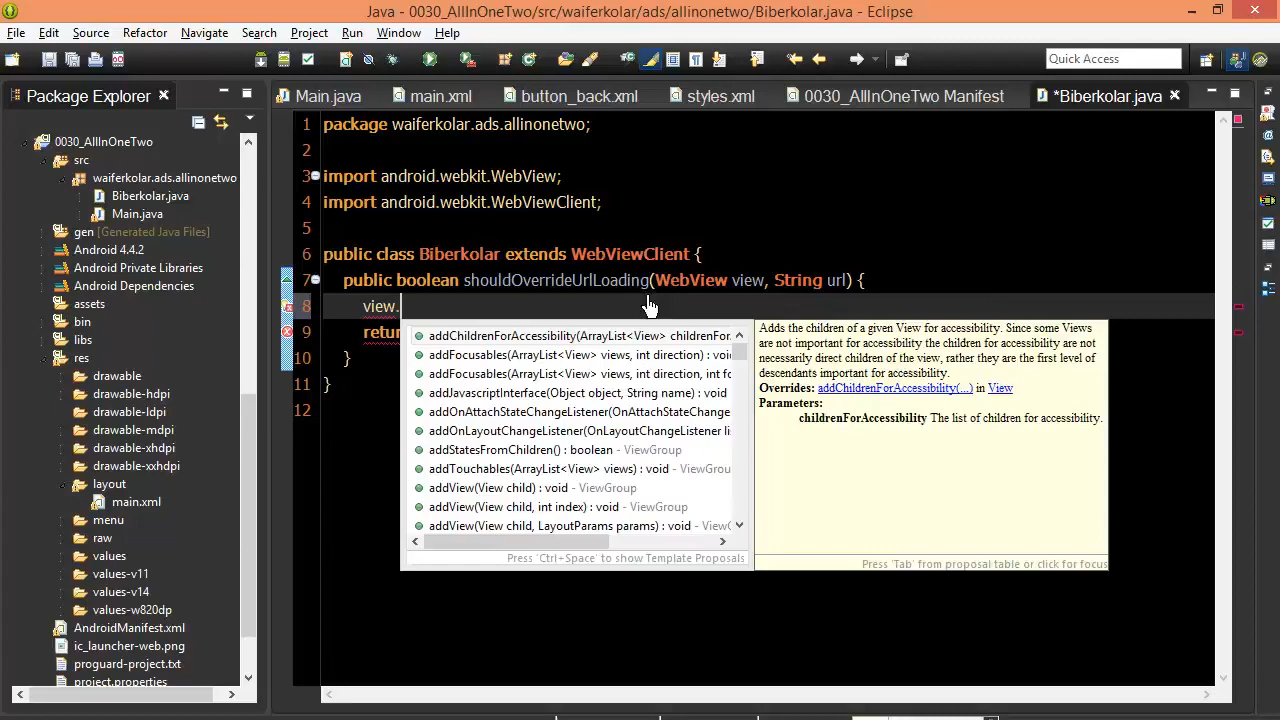 Java - 0030_AllInOneTwo/src/waiferkolar/ads/allinonetwo/Biberkolar.java - Eclipse
File Edit Source Refactor Navigate Search Project Run Window Help
Quick Access
Package Explorer
Main.java main.xml button_back.xml styles.xml 0030_AllInOneTwo Manifest *Biberkolar.java
0030_AllInOneTwo
src
waiferkolar.ads.allinonetwo
Biberkolar.java
Main.java
gen [Generated Java Files]
Android 4.4.2
Android Private Libraries
Android Dependencies
assets
bin
libs
res
drawable
drawable-hdpi
drawable-ldpi
drawable-mdpi
drawable-xhdpi
drawable-xxhdpi
layout
main.xml
menu
raw
values
values-v11
values-v14
values-w820dp
AndroidManifest.xml
ic_launcher-web.png
proguard-project.txt
project.properties
1 package waiferkolar.ads.allinonetwo;
2
3 import android.webkit.WebView;
4 import android.webkit.WebViewClient;
5
6 public class Biberkolar extends WebViewClient {
7 public boolean shouldOverrideUrlLoading(WebView view, String url) {
8 view.
9 retur
10 }
11 }
12
addChildrenForAccessibility(ArrayList<View> childrenFor
addFocusables(ArrayList<View> views, int direction) : voi
addFocusables(ArrayList<View> views, int direction, int fo
addJavascriptInterface(Object object, String name) : void
addOnAttachStateChangeListener(OnAttachStateChange
addOnLayoutChangeListener(OnLayoutChangeListener li
addStatesFromChildren() : boolean - ViewGroup
addTouchables(ArrayList<View> views) : void - ViewGrou
addView(View child) : void - ViewGroup
addView(View child, int index) : void - ViewGroup
addView(View child, LayoutParams params) : void - ViewG
Press 'Ctrl+Space' to show Template Proposals
Adds the children of a given View for accessibility. Since some Views
are not important for accessibility the children for accessibility are not
necessarily direct children of the view, rather they are the first level of
descendants important for accessibility.
Overrides: addChildrenForAccessibility(...) in View
Parameters:
childrenForAccessibility The list of children for accessibility.
Press 'Tab' from proposal table or click for focus